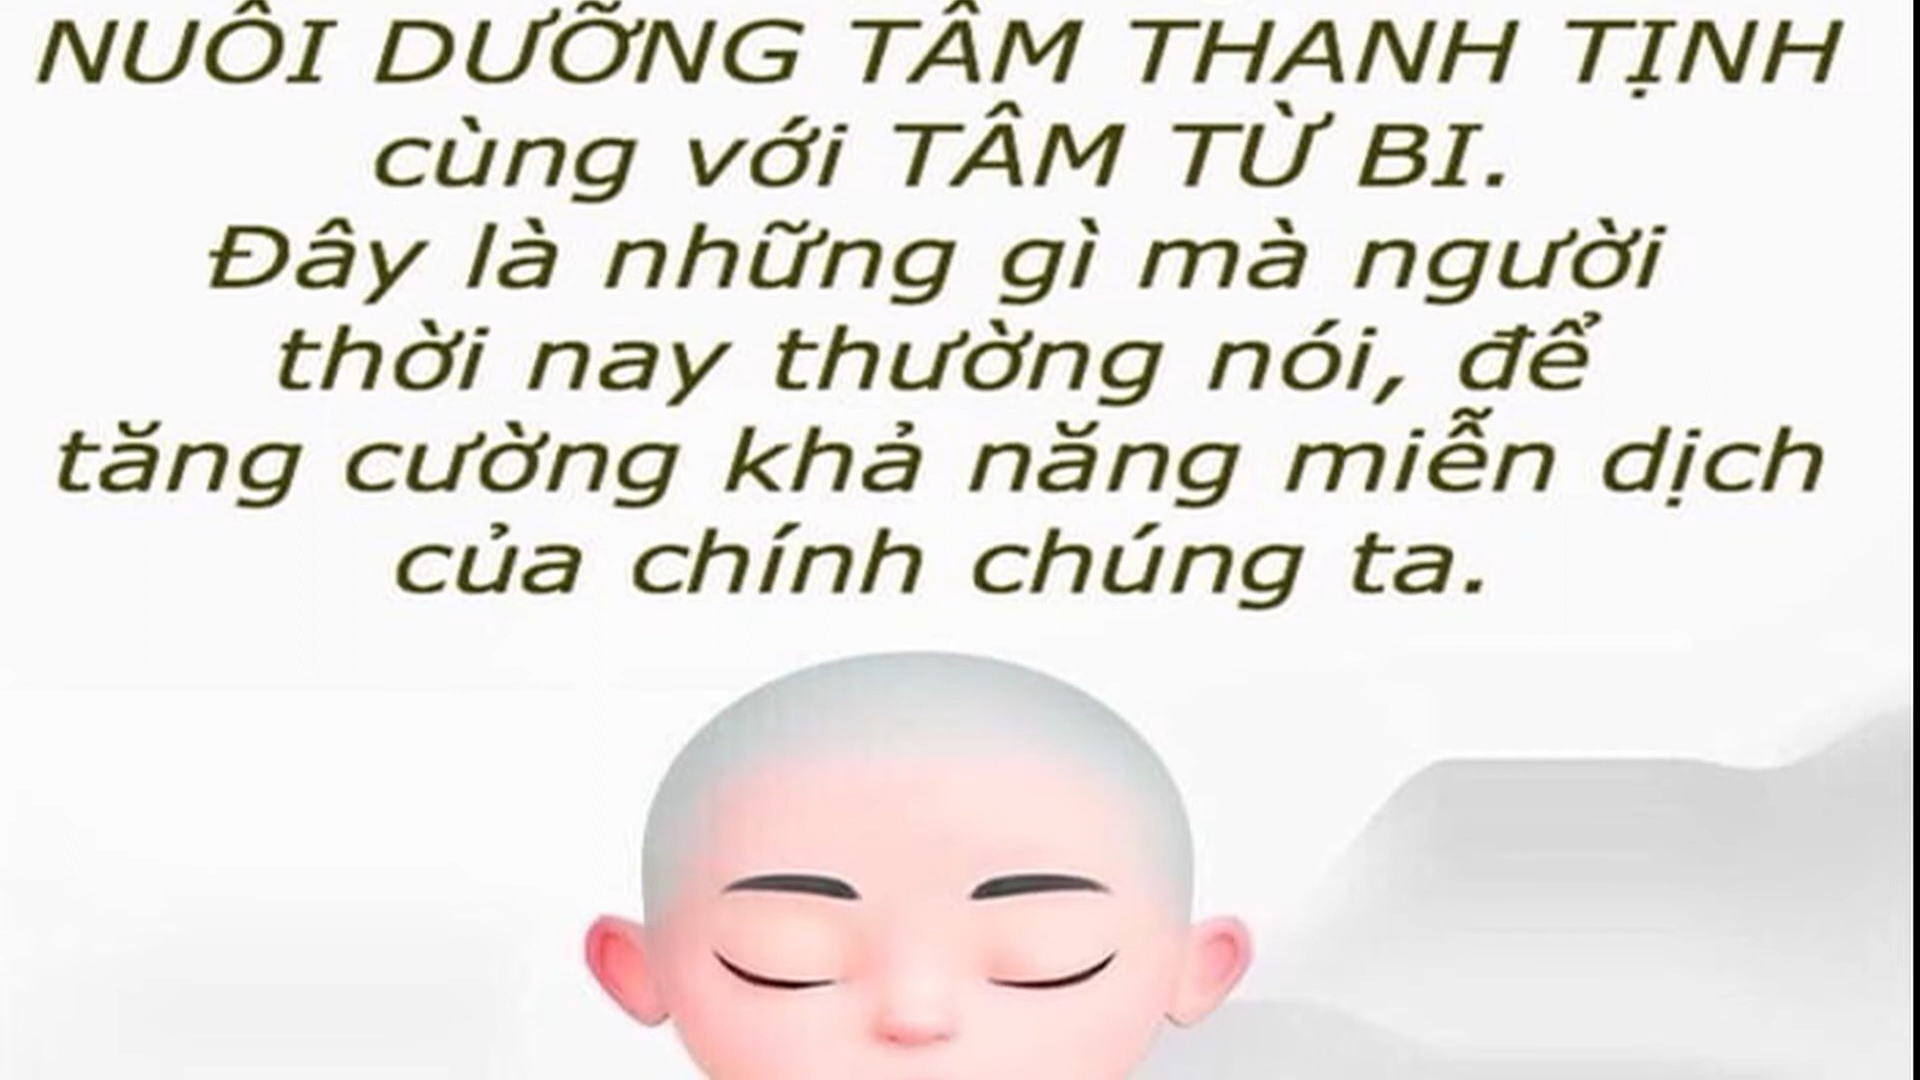 NUÔI DƯỠNG TÂM THANH TỊNH
cùng với TÂM TỪ BI.
Đây là những gì mà người
thời nay thường nói, để
tăng cường khả năng miễn dịch
của chính chúng ta.